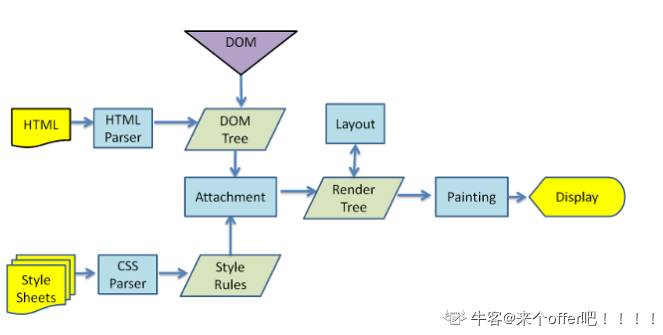 DOM
HTML
HTML
Parser
DOM
Tree
Layout
Attachment
Render
Tree
Painting
Display
Style
Sheets
CSS
Parser
Style
Rules
牛客@来个offer吧！！！！